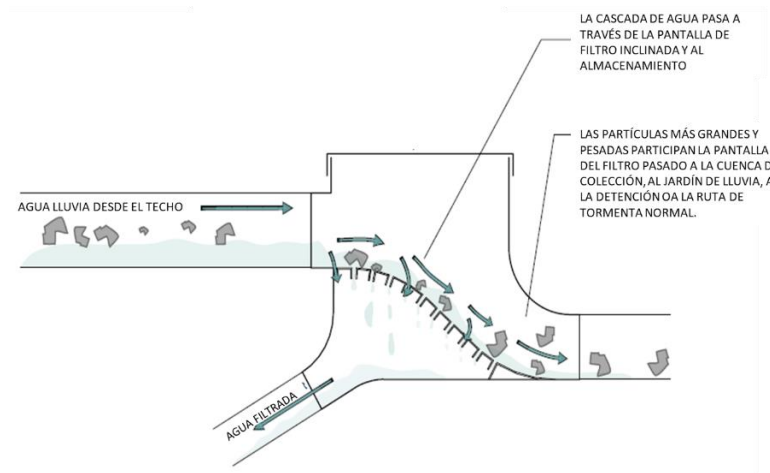 LA CASCADA DE AGUA PASA A
TRAVÉS DE LA PANTALLA DE
FILTRO INCLINADA Y AL
ALMACENAMIENTO
LAS PARTÍCULAS MÁS GRANDES Y
PESADAS PARTICIPAN LA PANTALLA
DEL FILTRO PASADO A LA CUENCA D
COLECCIÓN, AL JARDÍN DE LLUVIA, A
LA DETENCIÓN OA LA RUTA DE
TORMENTA NORMAL.
AGUA LLUVIA DESDE EL TECHO
AGUA FILTRADA